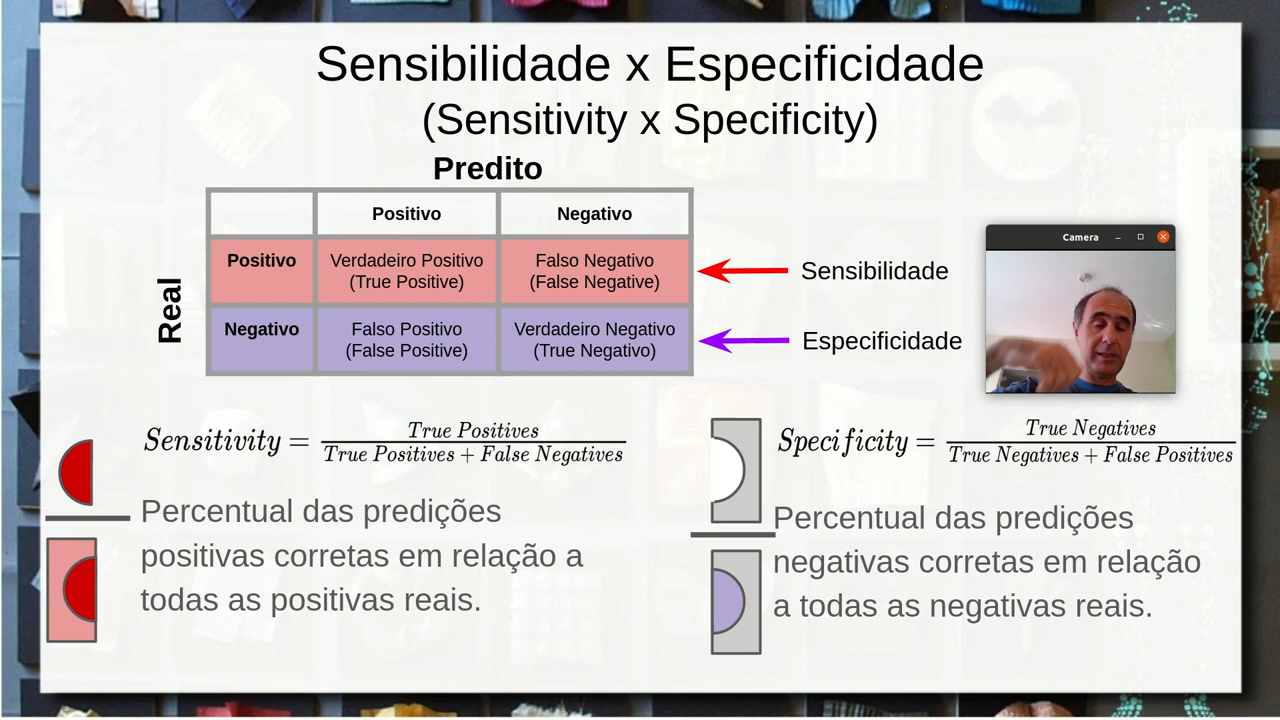 Sensibilidade x Especificidade
(Sensitivity x Specificity)
Predito
Positivo Negativo
Real
Positivo
Verdadeiro Positivo
(True Positive)
Falso Negativo
(False Negative)
Sensibilidade
Negativo
Falso Positivo
(False Positive)
Verdadeiro Negativo
(True Negativo)
Especificidade
Camera
Sensitivity = True Positives / True Positives + False Negatives
Percentual das predições
positivas corretas em relação a
todas as positivas reais.
Specificity = True Negatives / True Negatives + False Positives
Percentual das predições
negativas corretas em relação
a todas as negativas reais.